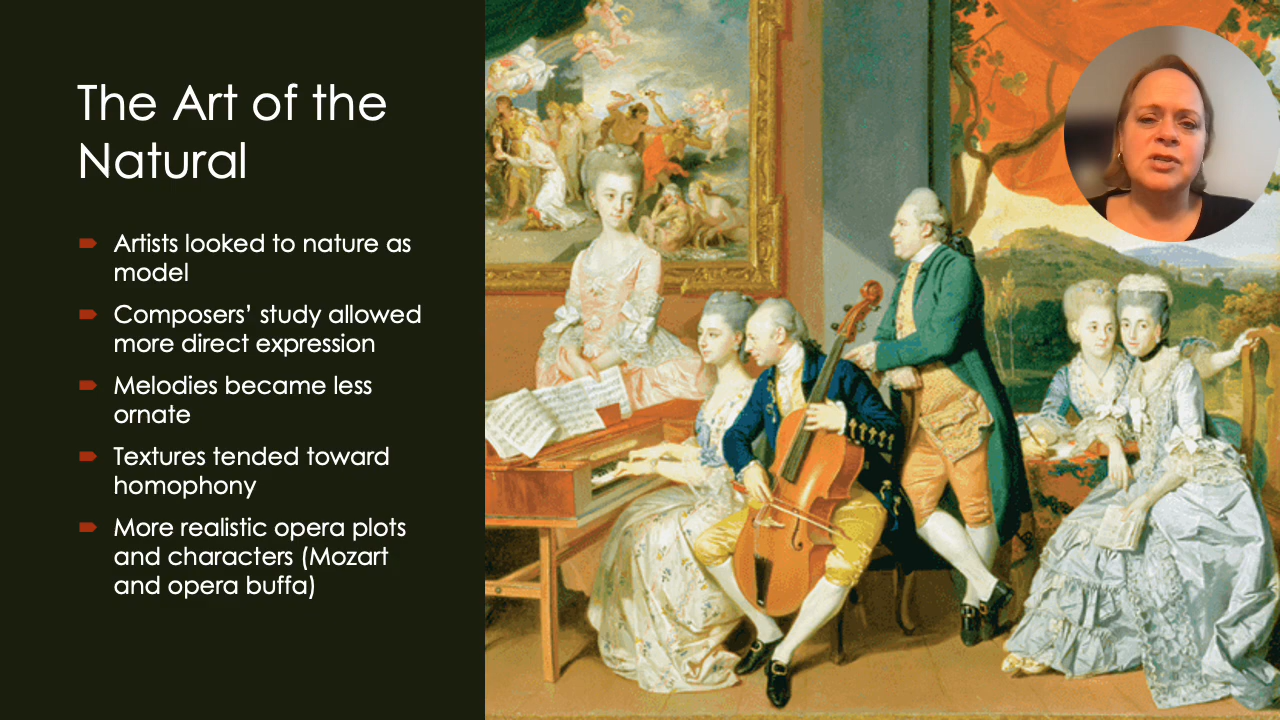 The Art of the
Natural
Artists looked to nature as
model
Composers' study allowed
more direct expression
Melodies became less
ornate
Textures tended toward
homophony
More realistic opera plots
and characters (Mozart
and opera buffa)